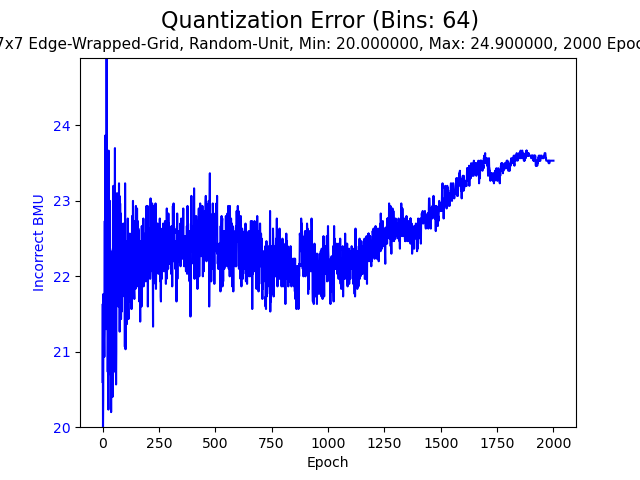 Quantization Error (Bins: 64)
7x7 Edge-Wrapped-Grid, Random-Unit, Min: 20.000000, Max: 24.900000, 2000 Epoc
24
23
22
21
20
Incorrect BMU
0 250 500 750 1000 1250 1500 1750 2000
Epoch